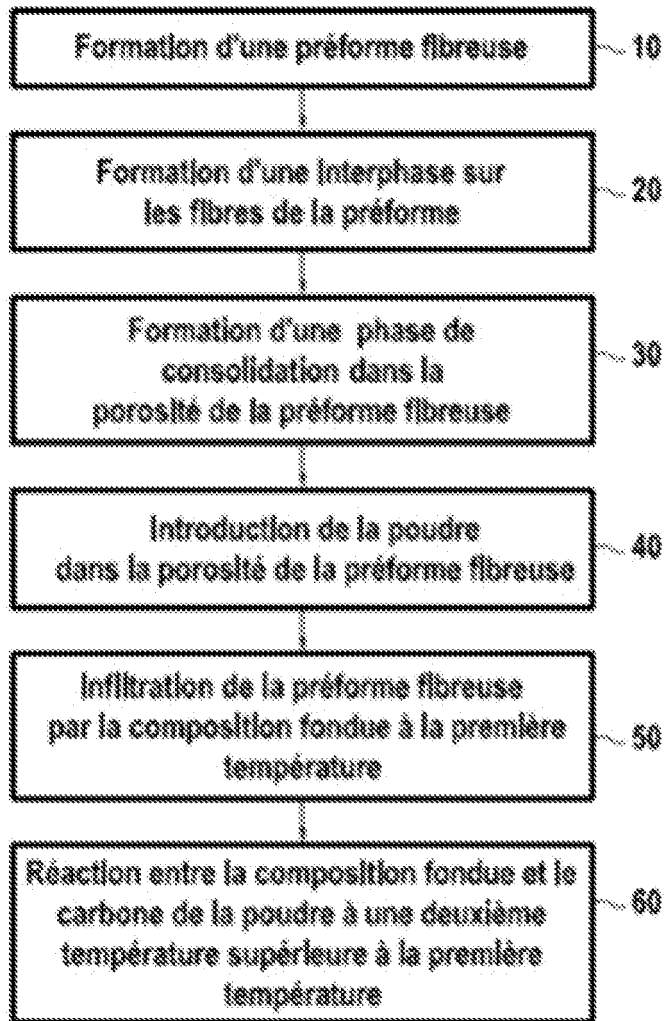 Formation d'une préforme fibreuse
10
Formation d'une interphase sur
les fibres de la préforme
20
Formation d'une phase de
consolidation dans la
porosité de la préforme fibreuse
30
Introduction de la poudre
dans la porosité de la préforme fibreuse
40
Infiltration de la préforme fibreuse
par la composition fondue à la première
température
50
Réaction entre la composition fondue et le
carbone de la poudre à une deuxième
température supérieure à la première
température
60